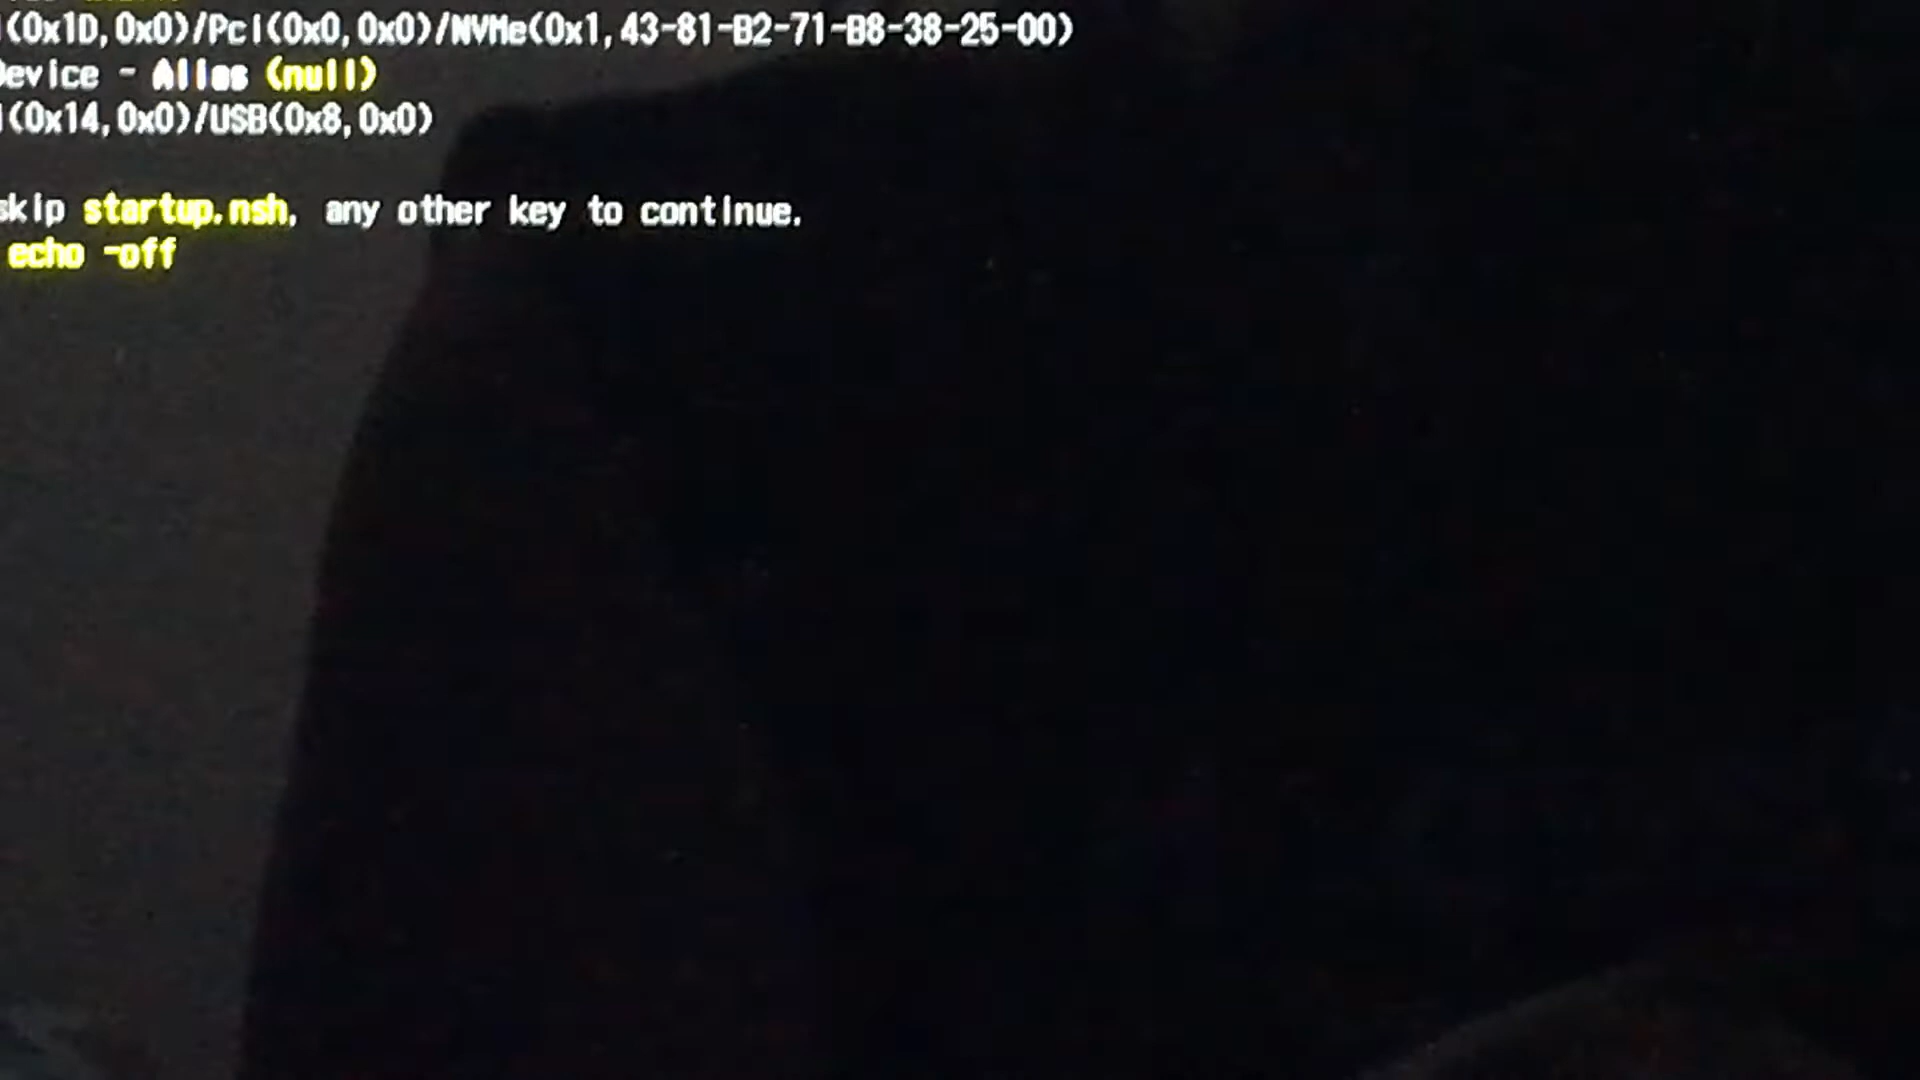 (0x1D,0x0)/Pci(0x0,0x0)/NVMe(0x1,43-81-B2-71-B8-38-25-00)
Device - Alias (null)
(0x14,0x0)/USB(0x8,0x0)
skip startup.nsh, any other key to continue.
echo -off